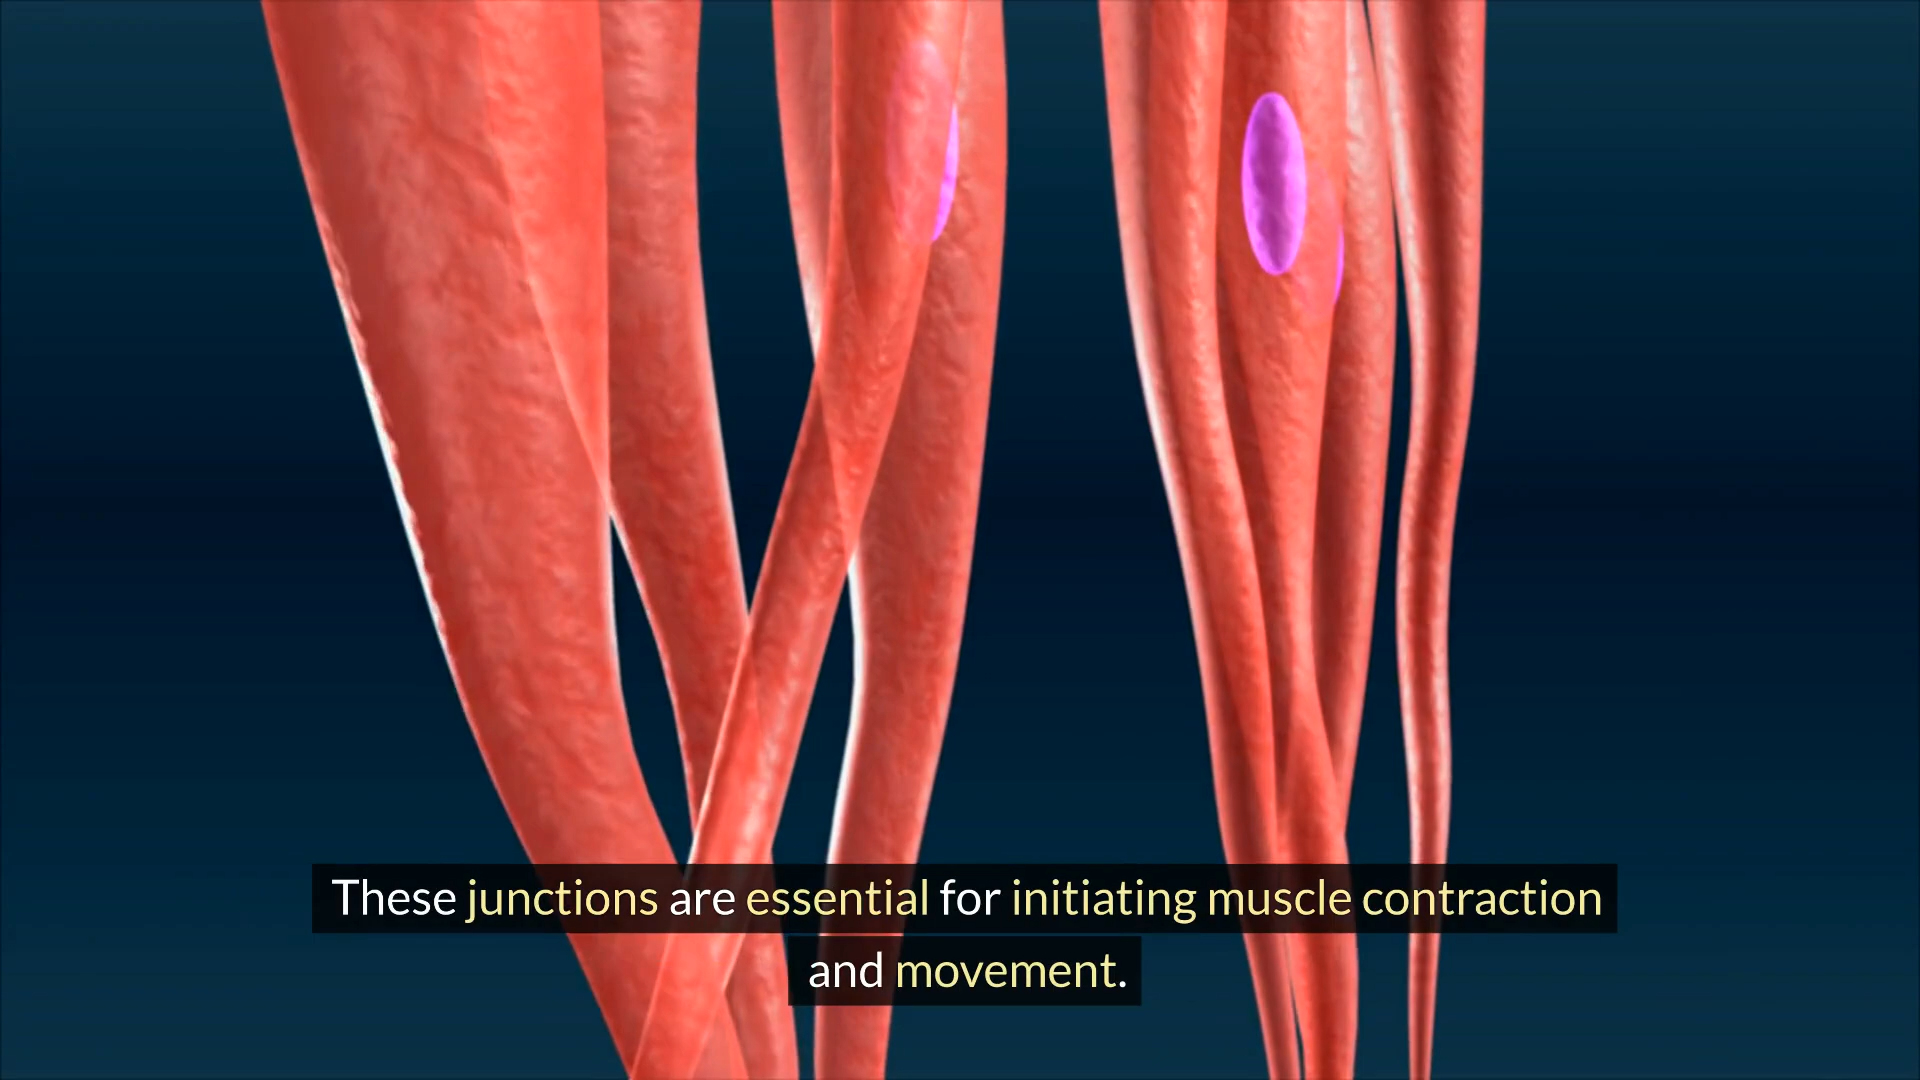 These junctions are essential for initiating muscle contraction
and movement.